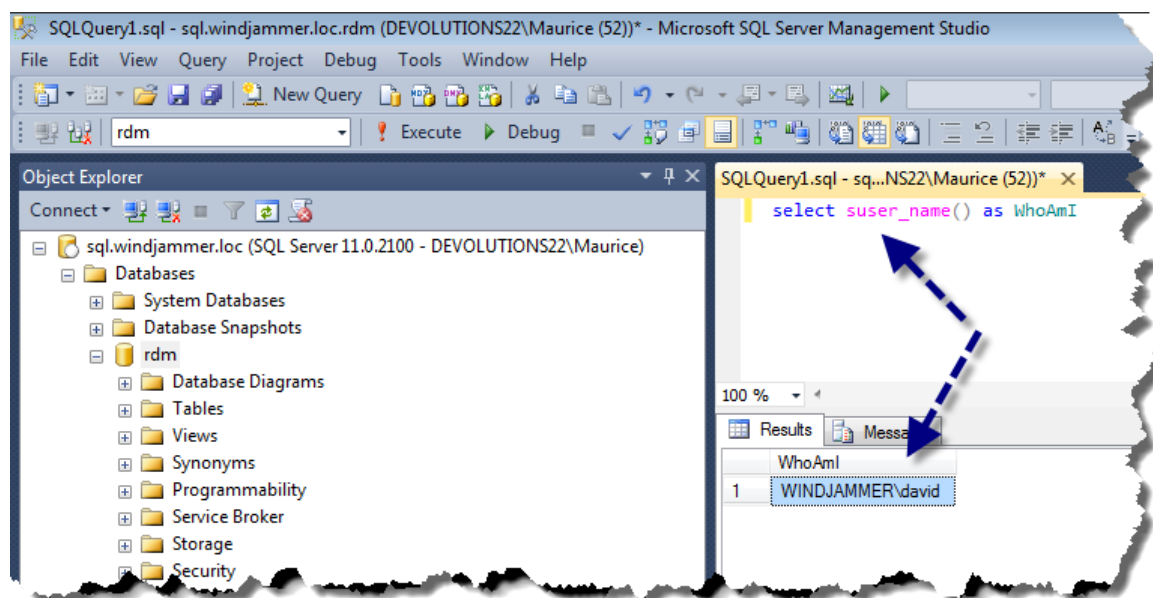 SQLQuery1.sql - sql.windjammer.loc.rdm (DEVOLUTIONS22\Maurice (52))* - Microsoft SQL Server Management Studio
File Edit View Query Project Debug Tools Window Help
New Query
rdm
Execute Debug
Object Explorer
Connect
sql.windjammer.loc (SQL Server 11.0.2100 - DEVOLUTIONS22\Maurice)
Databases
System Databases
Database Snapshots
rdm
Database Diagrams
Tables
Views
Synonyms
Programmability
Service Broker
Storage
Security
SQLQuery1.sql - sq...NS22\Maurice (52))*
select suser_name() as WhoAmI
100 %
Results
WhoAmI
1 WINDJAMMER\david